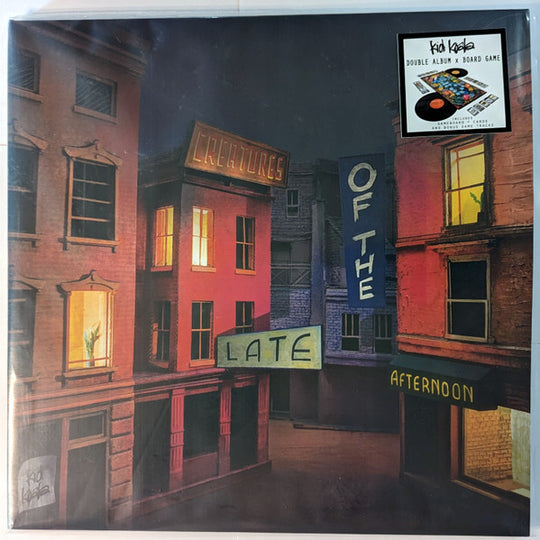 kid koala
DOUBLE ALBUM x BOARD GAME
INCLUDES
GAMEBOARD + CARDS
AND BONUS GAME TRACKS
CREATURES
OF THE
LATE
AFTERNOON
kid
koala